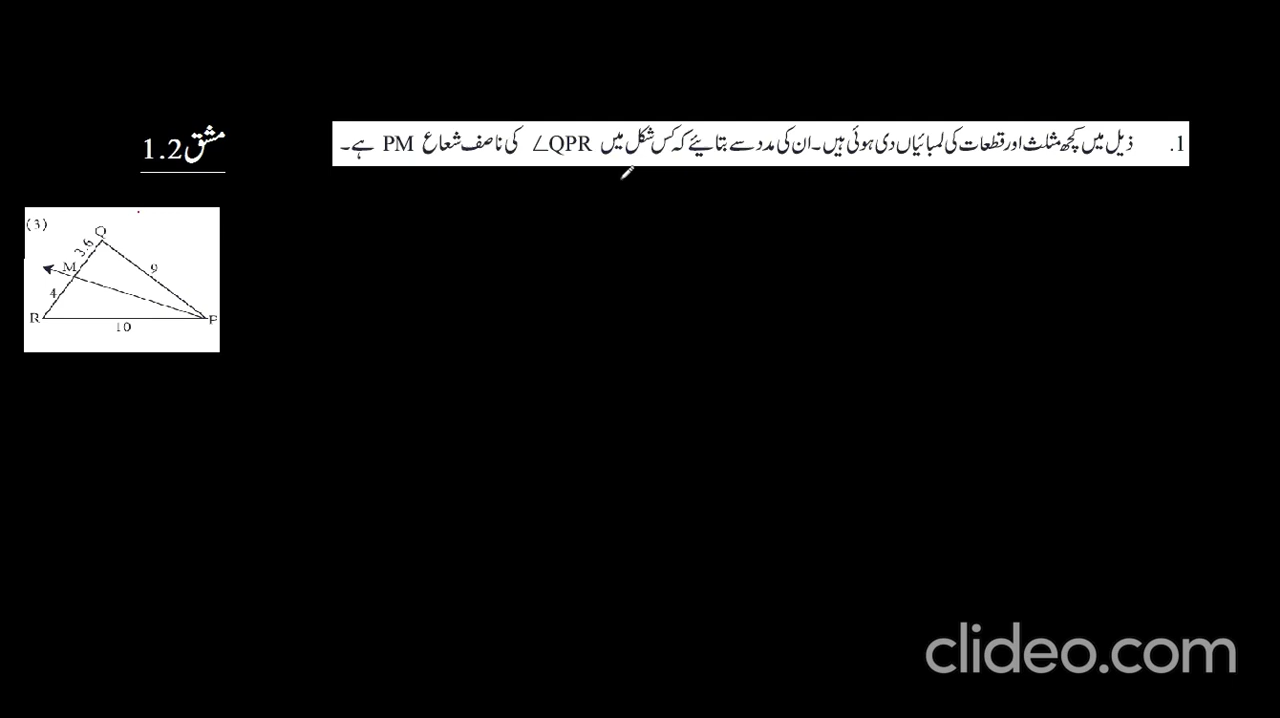 مشق 1.2
1. ذیل میں کچھ مثلث اور قطعات کی لمبائیاں دی ہوئی ہیں۔ ان کی مدد سے بتایئے کہ کس شکل میں ∠QPR کی ناصف شعاع PM ہے۔
(3)
Q
3.6
9
M
4
R
P
10
clideo.com